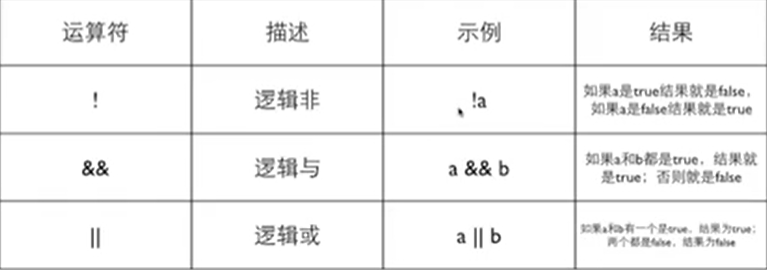 运算符 描述 示例 结果
! 逻辑非 !a 如果a是true结果就是false，
如果a是false结果就是true
&& 逻辑与 a && b 如果a和b都是true，结果就
是true；否则就是false
|| 逻辑或 a || b 如果a和b有一个是true，结果为true；
两个都是false，结果为false